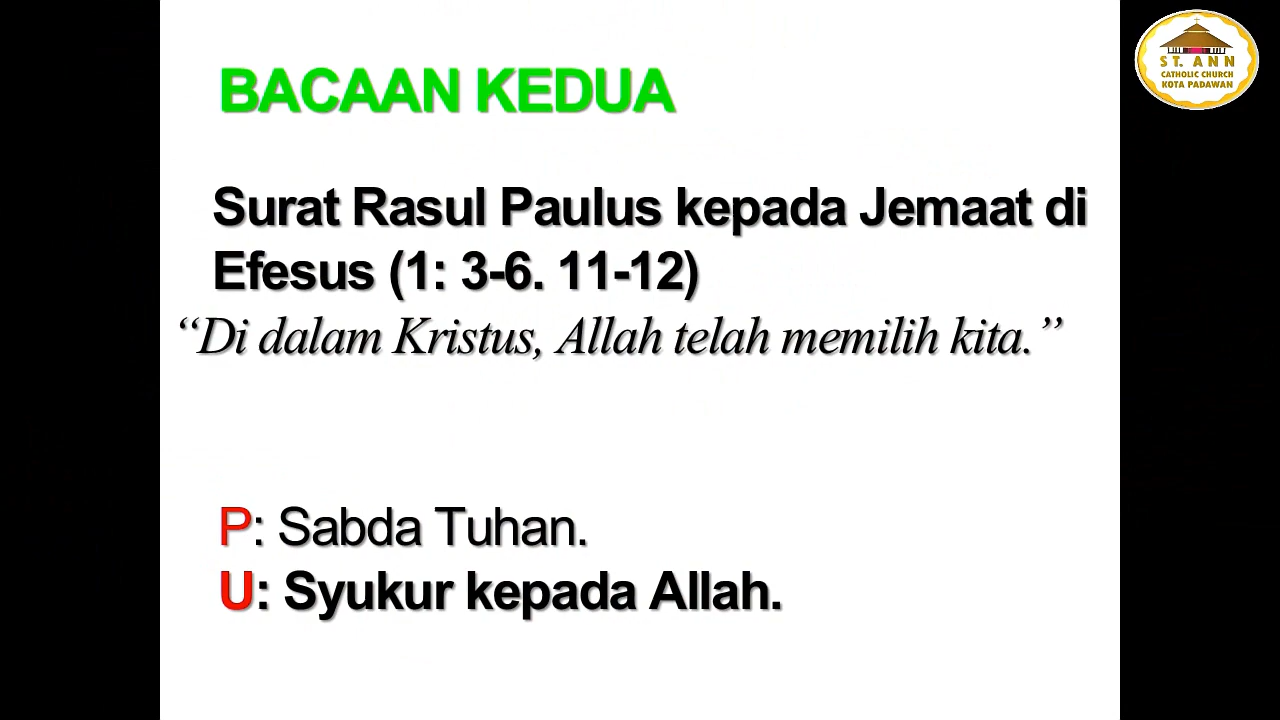 BACAAN KEDUA
Surat Rasul Paulus kepada Jemaat di
Efesus (1: 3-6. 11-12)
“Di dalam Kristus, Allah telah memilih kita.”
P: Sabda Tuhan.
U: Syukur kepada Allah.
ST. ANN
CATHOLIC CHURCH
KOTA PADAWAN